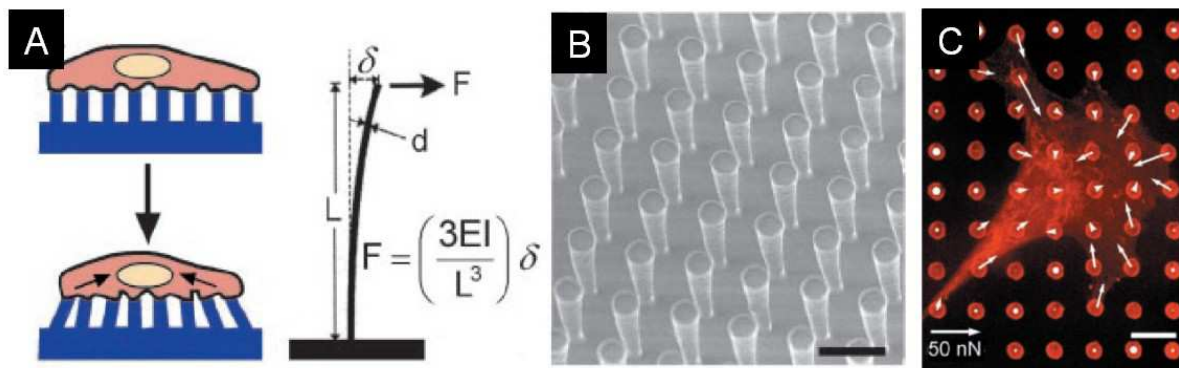 A
δ
F
d
L
F = (3EI / L³) δ
B
C
50 nN